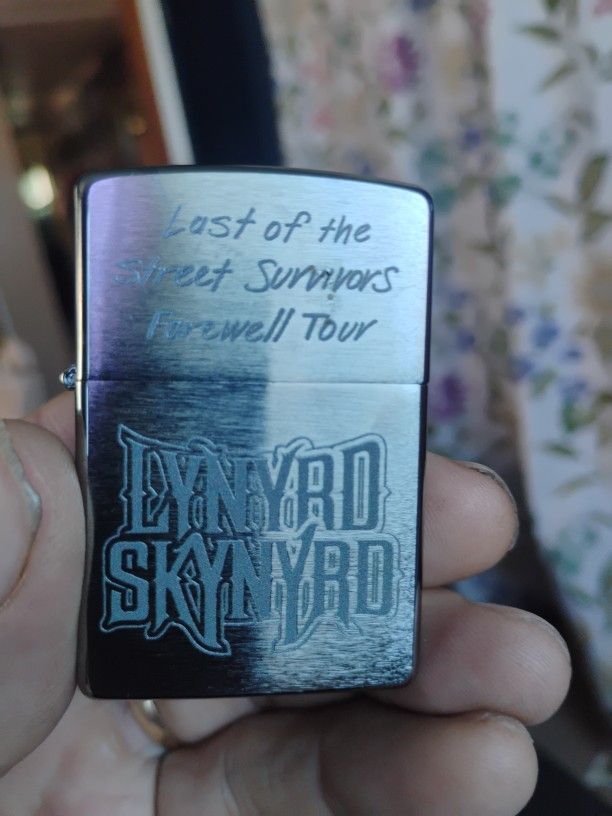 Last of the
Street Survivors
Farewell Tour
LYNYRD
SKYNYRD